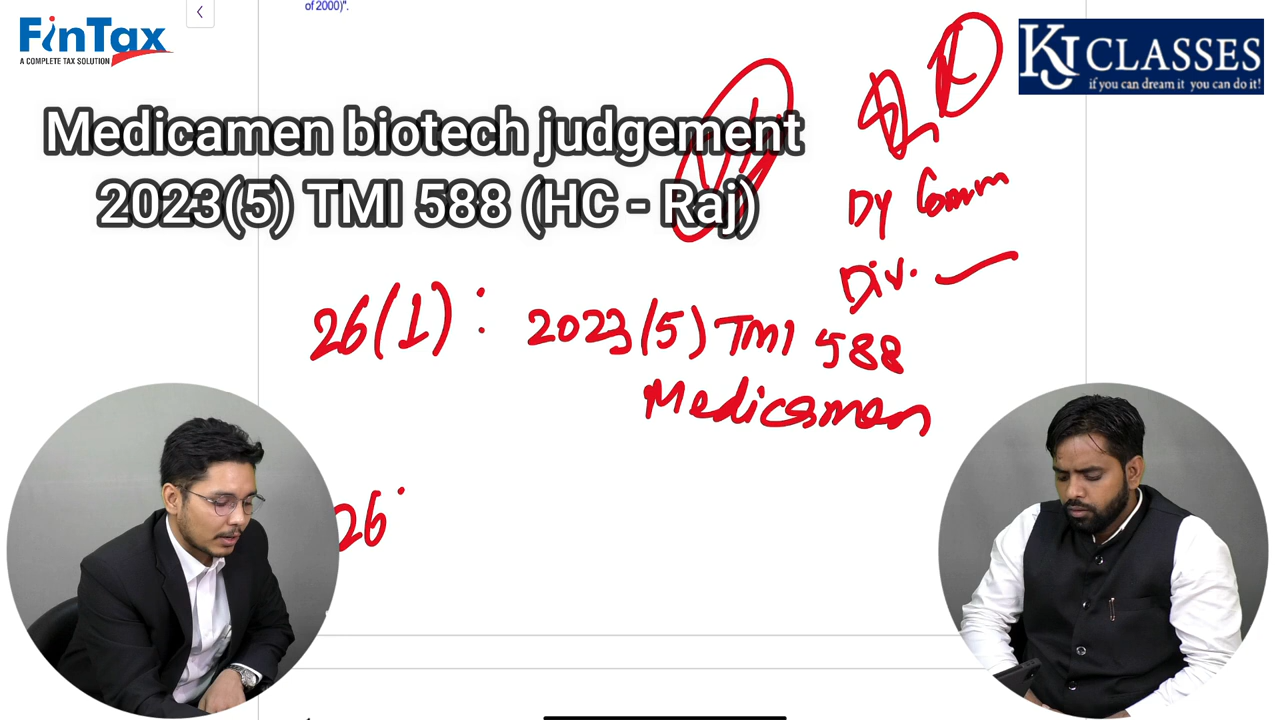 of 2000)".
FinTax
A COMPLETE TAX SOLUTION
KJ CLASSES
if you can dream it you can do it!
Medicamen biotech judgement
2023(5) TMI 588 (HC - Raj)
Dy Comm
Div.
26(1): 2023(5) TMI 588
Medicamen
26